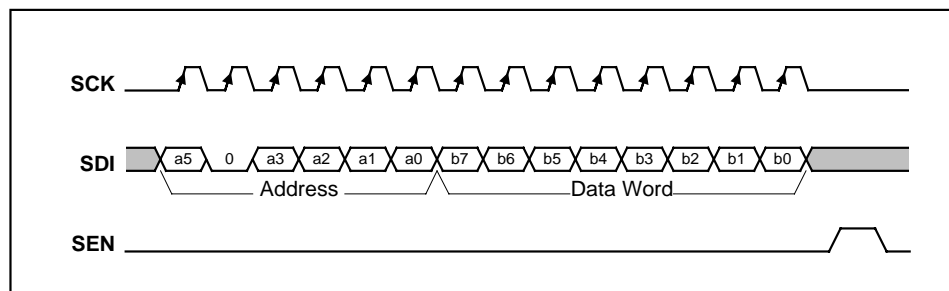 SCK
SDI a5 0 a3 a2 a1 a0 b7 b6 b5 b4 b3 b2 b1 b0
Address Data Word
SEN